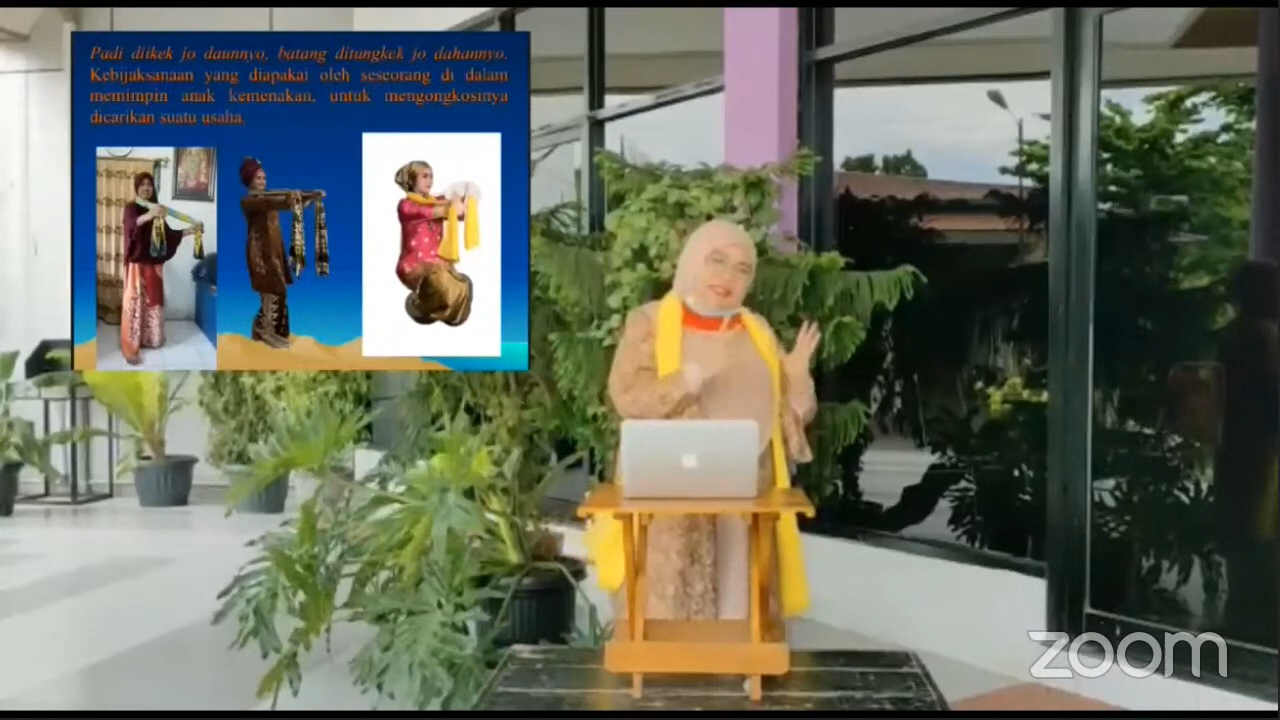 Padi diikek jo daunnyo, batang ditungkek jo dahannyo.
Kebijaksanaan yang diapakai oleh seseorang di dalam
memimpin anak kemenakan, untuk mengongkosinya
dicarikan suatu usaha.
zoom